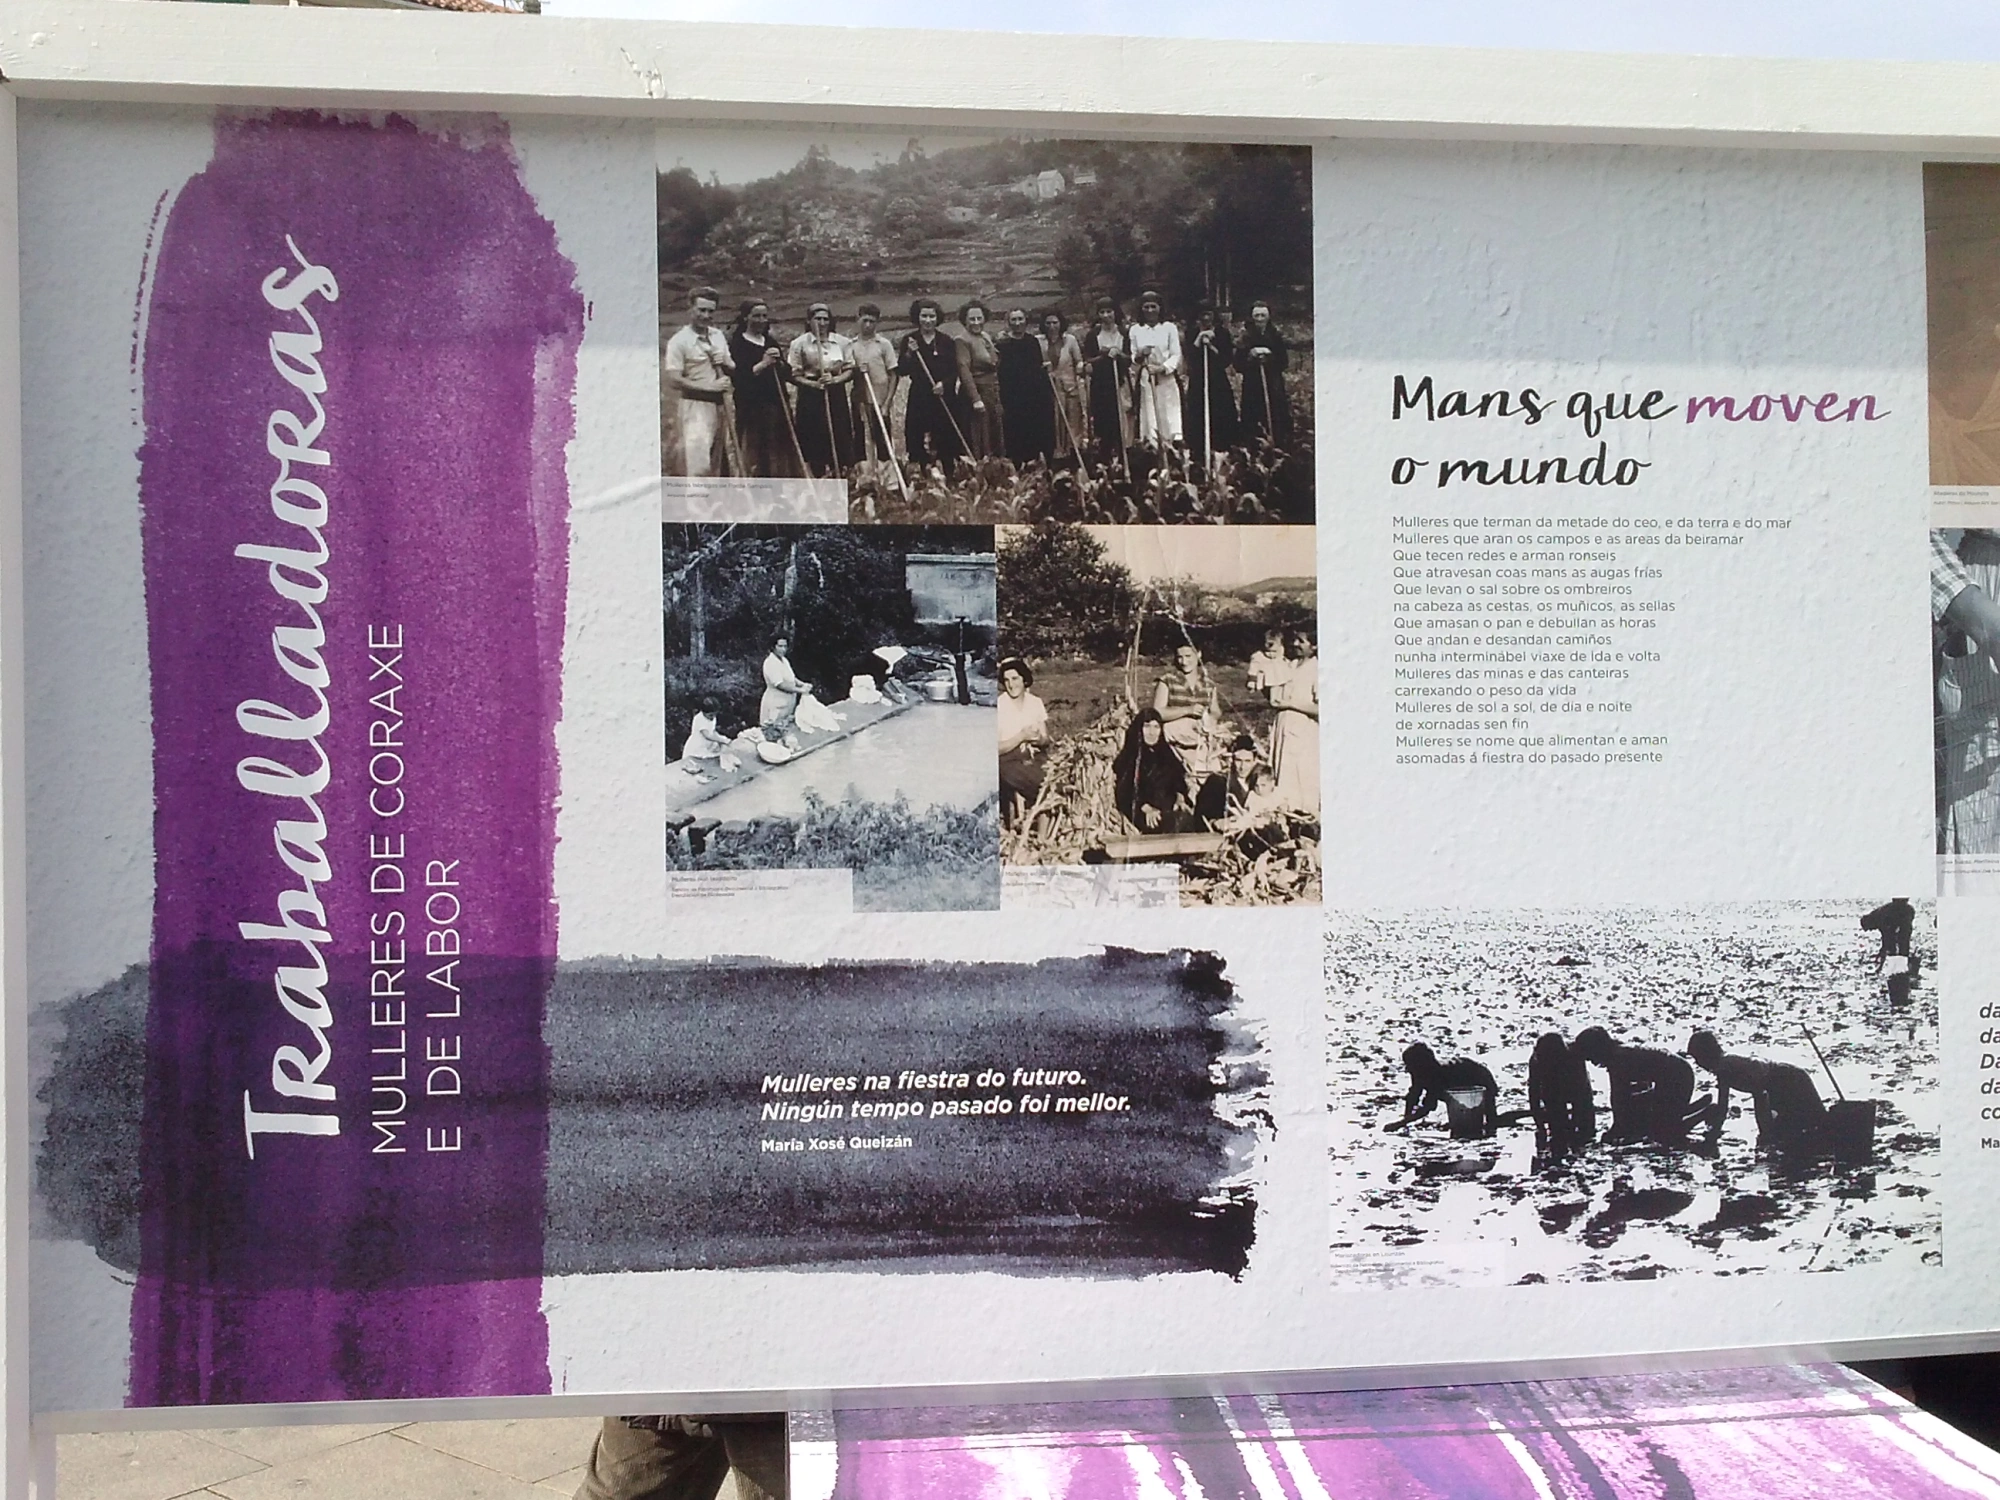 Traballadoras
MULLERES DE CORAXE
E DE LABOR
Mulleres na fiestra do futuro.
Ningún tempo pasado foi mellor.
María Xosé Queizán
Mans que moven
o mundo
Mulleres que terman da metade do ceo, e da terra e do mar
Mulleres que aran os campos e as areas da beiramar
Que tecen redes e arman ronseis
Que atravesan coas mans as augas frías
Que levan o sal sobre os ombreiros
na cabeza as cestas, os muñicos, as sellas
Que amasan o pan e debullan as horas
Que andan e desandan camiños
nunha interminábel viaxe de ida e volta
Mulleres das minas e das canteiras
carrexando o peso da vida
Mulleres de sol a sol, de día e noite
de xornadas sen fin
Mulleres se nome que alimentan e aman
asomadas á fiestra do pasado presente
da
da
Da
da
co
Ma